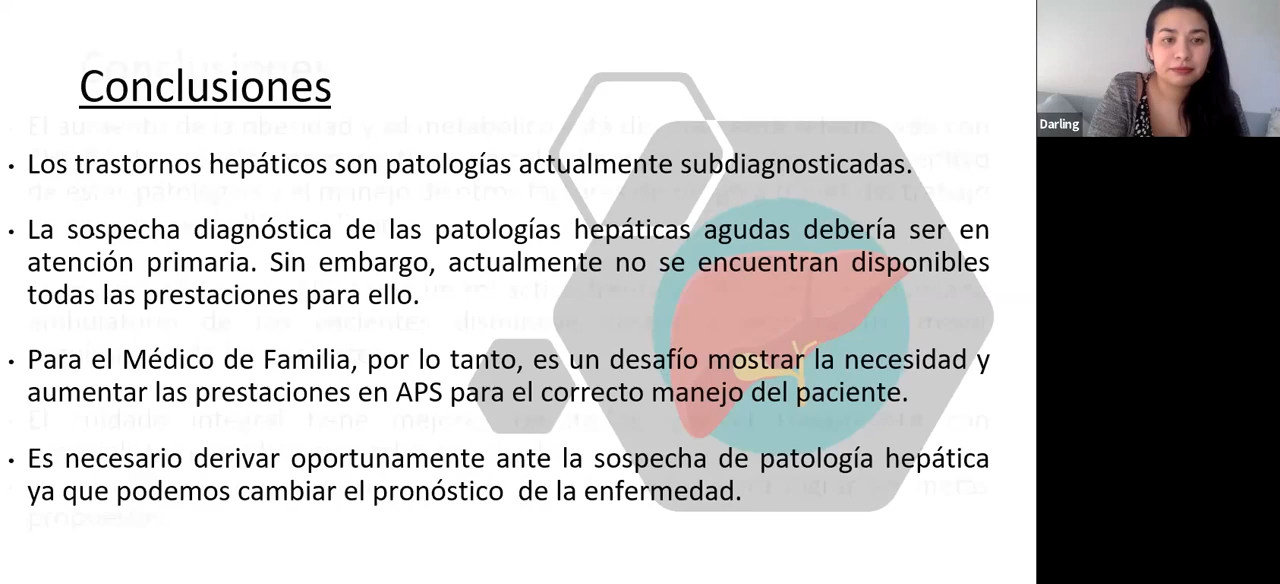 Conclusiones
• Los trastornos hepáticos son patologías actualmente subdiagnosticadas.
• La sospecha diagnóstica de las patologías hepáticas agudas debería ser en
atención primaria. Sin embargo, actualmente no se encuentran disponibles
todas las prestaciones para ello.
• Para el Médico de Familia, por lo tanto, es un desafío mostrar la necesidad y
aumentar las prestaciones en APS para el correcto manejo del paciente.
• Es necesario derivar oportunamente ante la sospecha de patología hepática
ya que podemos cambiar el pronóstico  de la enfermedad.
Darling